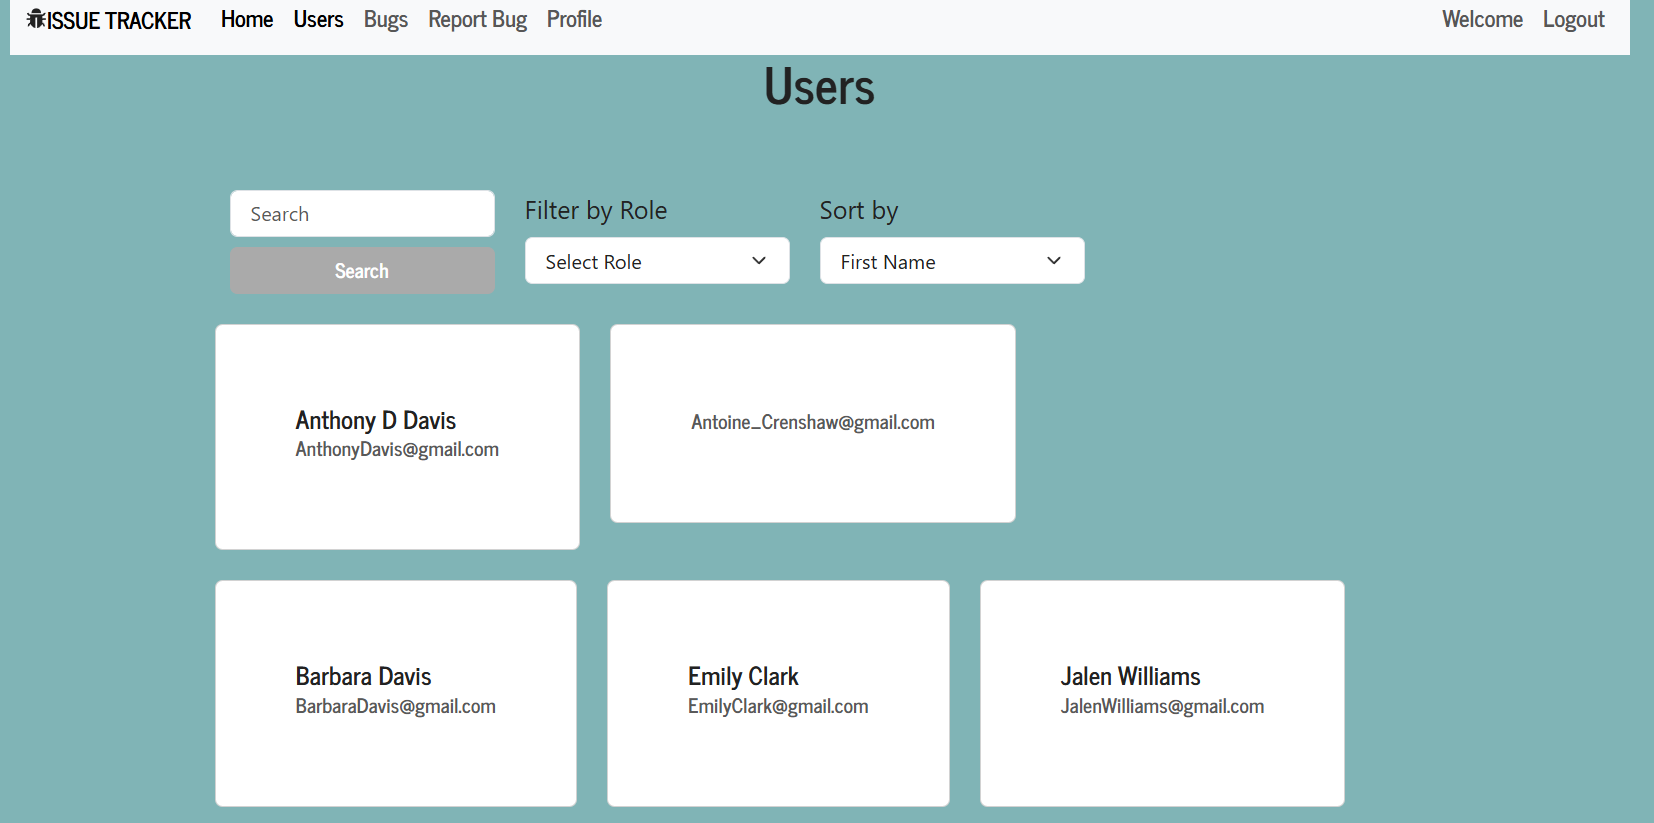 ISSUE TRACKER Home Users Bugs Report Bug Profile Welcome Logout
Users
Search
Search
Filter by Role
Select Role
Sort by
First Name
Anthony D Davis
AnthonyDavis@gmail.com
Antoine_Crenshaw@gmail.com
Barbara Davis
BarbaraDavis@gmail.com
Emily Clark
EmilyClark@gmail.com
Jalen Williams
JalenWilliams@gmail.com